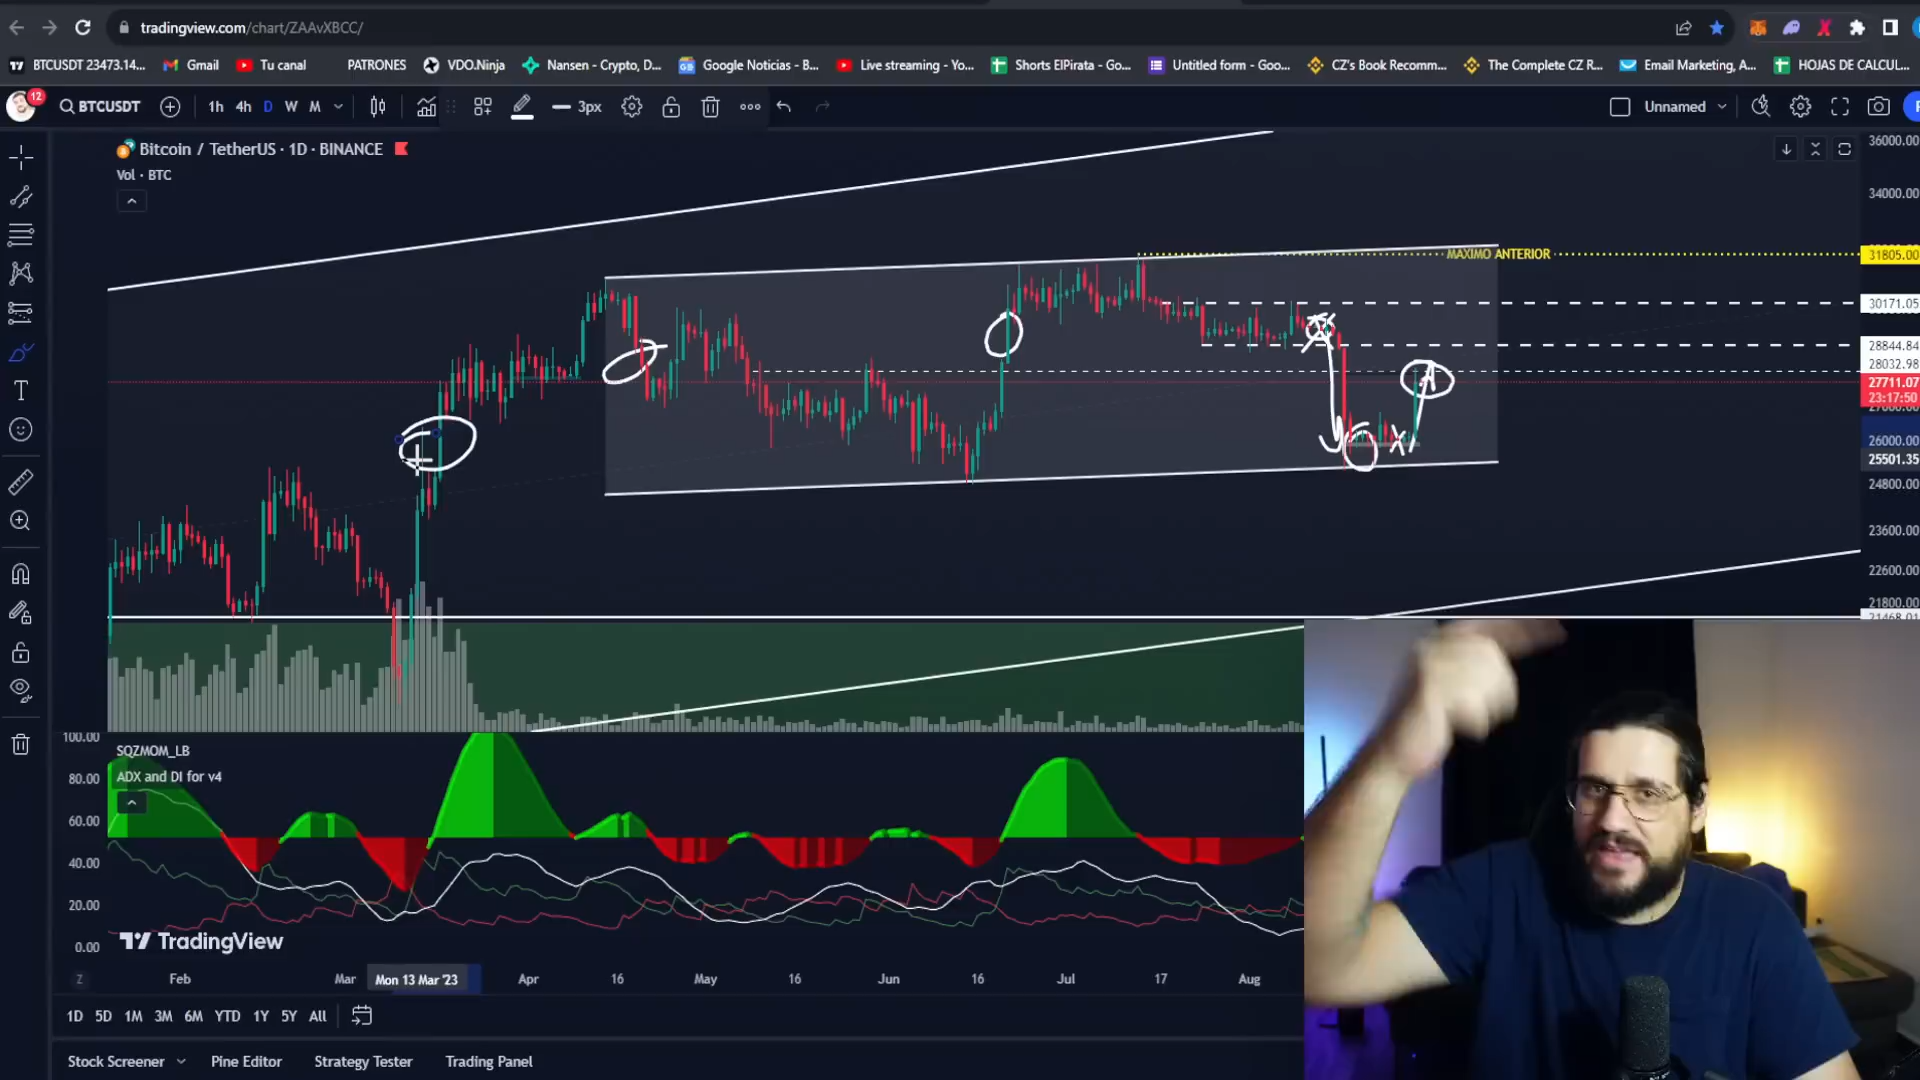 tradingview.com/chart/ZAAvXBCC/
BTCUSDT 23473.14... Gmail Tu canal PATRONES VDO.Ninja Nansen - Crypto, D... Google Noticias - B... Live streaming - Yo... Shorts ElPirata - Go... Untitled form - Goo... CZ's Book Recomm... The Complete CZ R... Email Marketing, A... HOJAS DE CALCUL...
12 BTCUSDT 1h 4h D W M 3px Unnamed
Bitcoin / TetherUS · 1D · BINANCE
Vol · BTC
36000.00
34000.00
MAXIMO ANTERIOR 31805.00
30171.05
28844.84
28032.98
27711.07
23:17:50
26000.00
25501.35
24800.00
23600.00
22600.00
21800.00
100.00
SQZMOM_LB
ADX and DI for v4
80.00
60.00
40.00
20.00
0.00
TradingView
Z Feb Mar Mon 13 Mar '23 Apr 16 May 16 Jun 16 Jul 17 Aug
1D 5D 1M 3M 6M YTD 1Y 5Y All
Stock Screener Pine Editor Strategy Tester Trading Panel